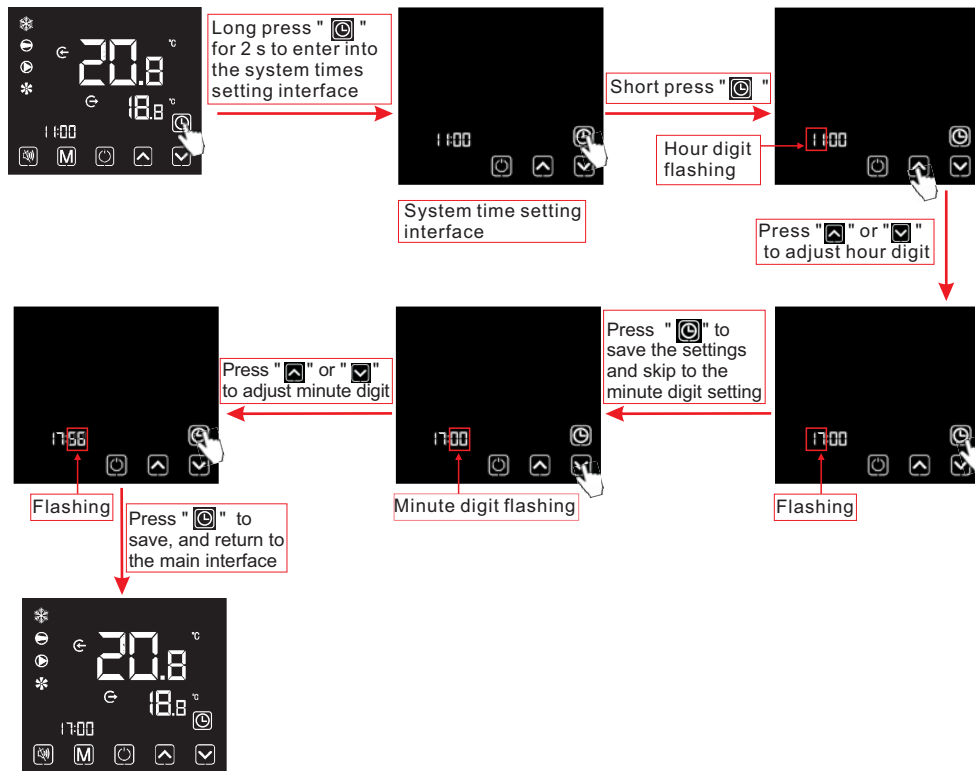 20.8 °C
18.8 °C
11:00
M
Long press " "
for 2 s to enter into
the system times
setting interface
11:00
System time setting
interface
Short press " "
Hour digit
flashing
11:00
Press " " or " "
to adjust hour digit
17:00
Flashing
Press " " to
save the settings
and skip to the
minute digit setting
17:00
Minute digit flashing
Press " " or " "
to adjust minute digit
17:56
Flashing
Press " " to
save, and return to
the main interface
20.8 °C
18.8 °C
17:00
M